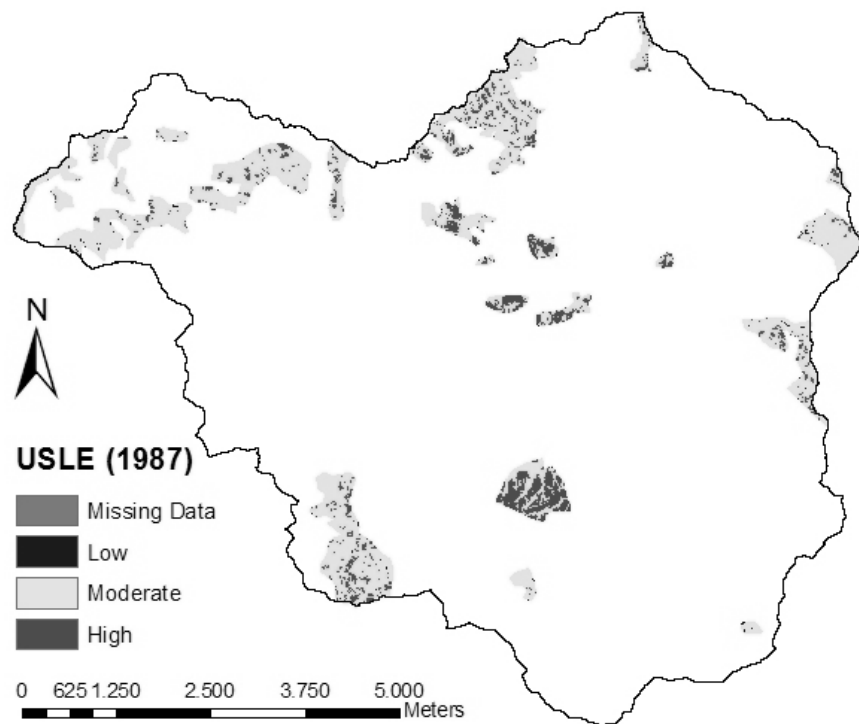 N
USLE (1987)
Missing Data
Low
Moderate
High
0 625 1.250 2.500 3.750 5.000
Meters